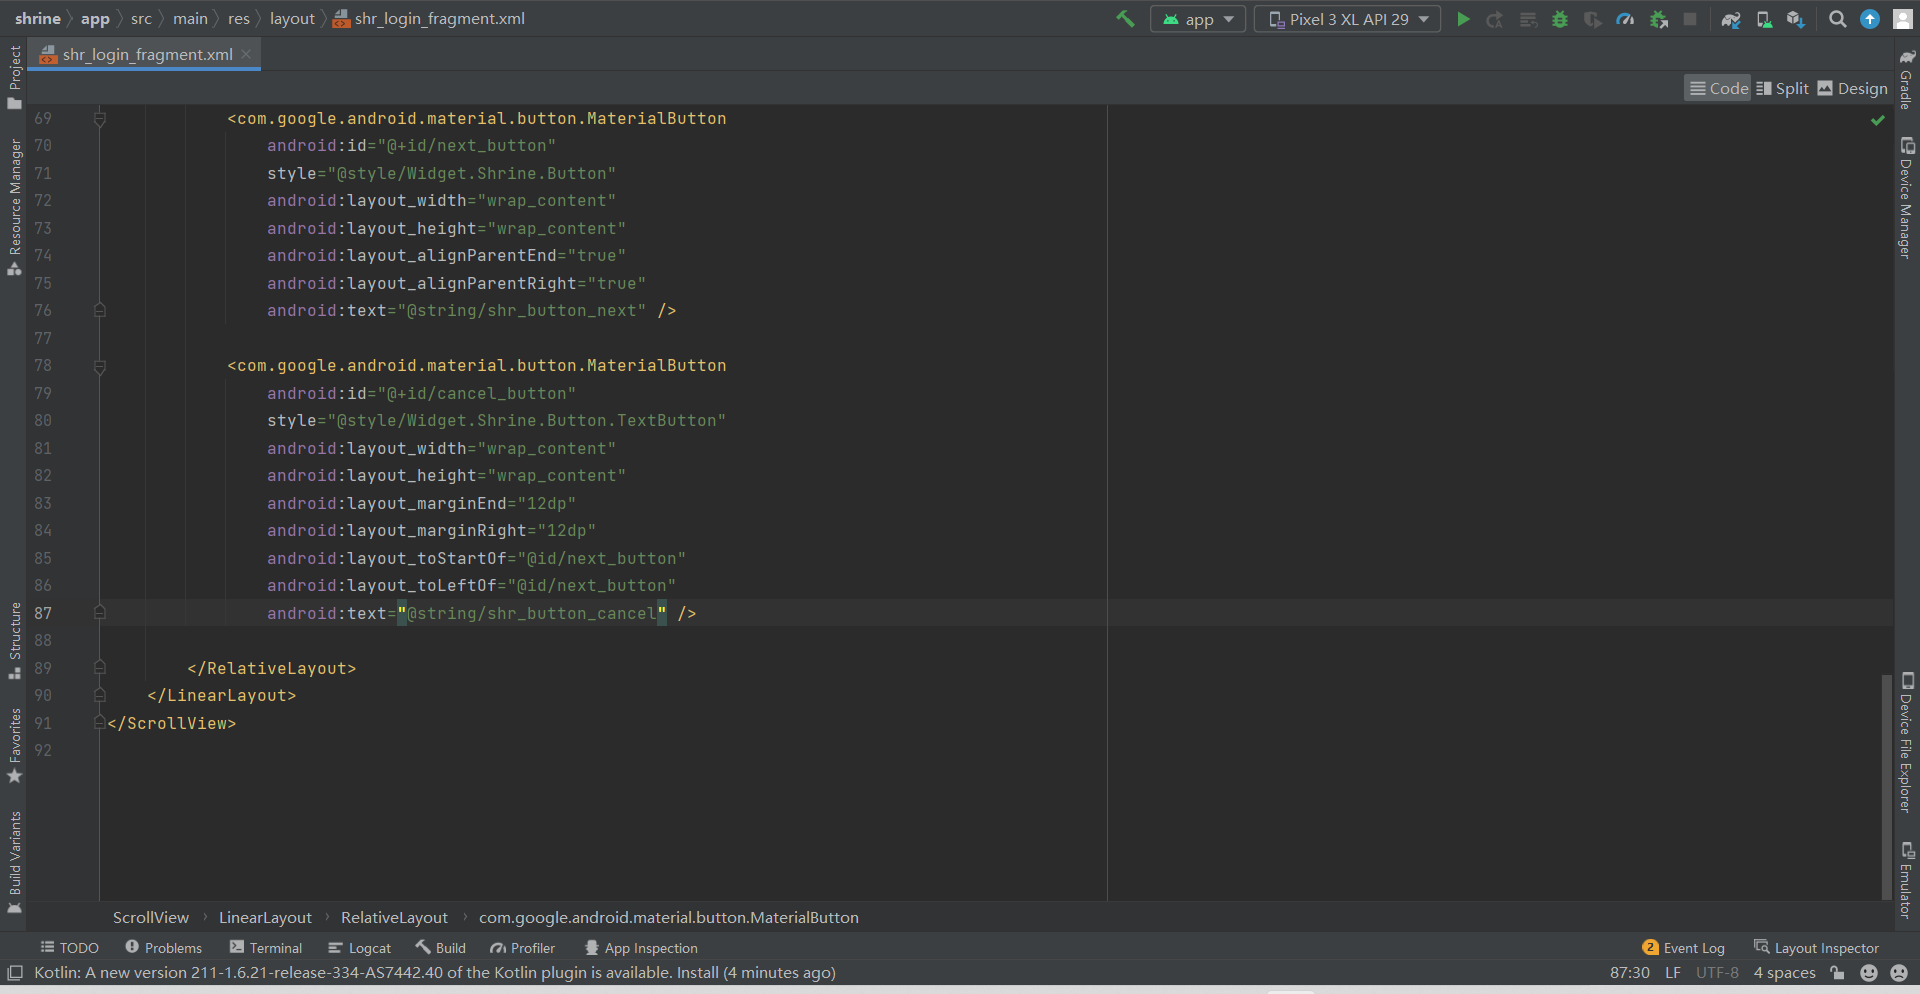 shrine app src main res layout shr_login_fragment.xml app Pixel 3 XL API 29
shr_login_fragment.xml
Code Split Design
69 <com.google.android.material.button.MaterialButton
70 android:id="@+id/next_button"
71 style="@style/Widget.Shrine.Button"
72 android:layout_width="wrap_content"
73 android:layout_height="wrap_content"
74 android:layout_alignParentEnd="true"
75 android:layout_alignParentRight="true"
76 android:text="@string/shr_button_next" />
77
78 <com.google.android.material.button.MaterialButton
79 android:id="@+id/cancel_button"
80 style="@style/Widget.Shrine.Button.TextButton"
81 android:layout_width="wrap_content"
82 android:layout_height="wrap_content"
83 android:layout_marginEnd="12dp"
84 android:layout_marginRight="12dp"
85 android:layout_toStartOf="@id/next_button"
86 android:layout_toLeftOf="@id/next_button"
87 android:text="@string/shr_button_cancel" />
88
89 </RelativeLayout>
90 </LinearLayout>
91 </ScrollView>
92
Project
Resource Manager
Structure
Favorites
Build Variants
Gradle
Device Manager
Device File Explorer
Emulator
ScrollView LinearLayout RelativeLayout com.google.android.material.button.MaterialButton
TODO Problems Terminal Logcat Build Profiler App Inspection 2 Event Log Layout Inspector
Kotlin: A new version 211-1.6.21-release-334-AS7442.40 of the Kotlin plugin is available. Install (4 minutes ago) 87:30 LF UTF-8 4 spaces